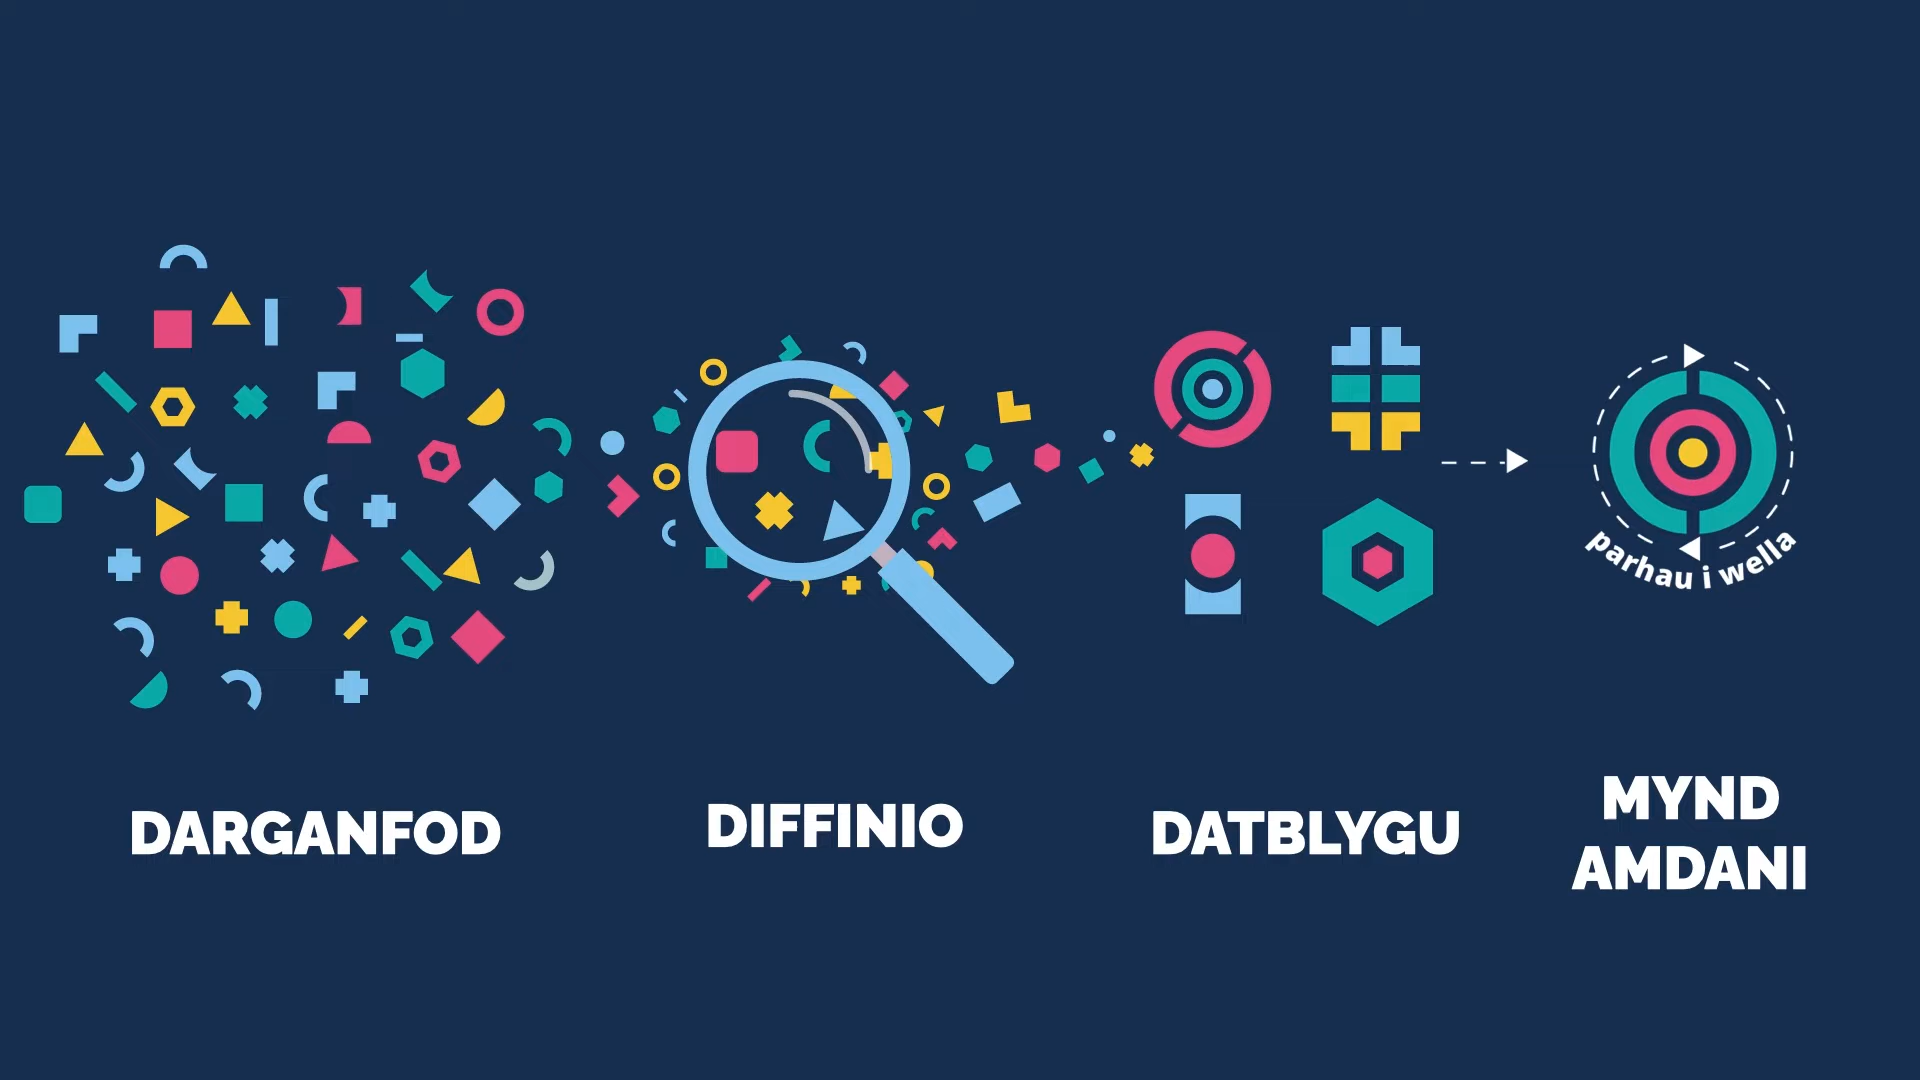 parhau i wella
DARGANFOD
DIFFINIO
DATBLYGU
MYND
AMDANI